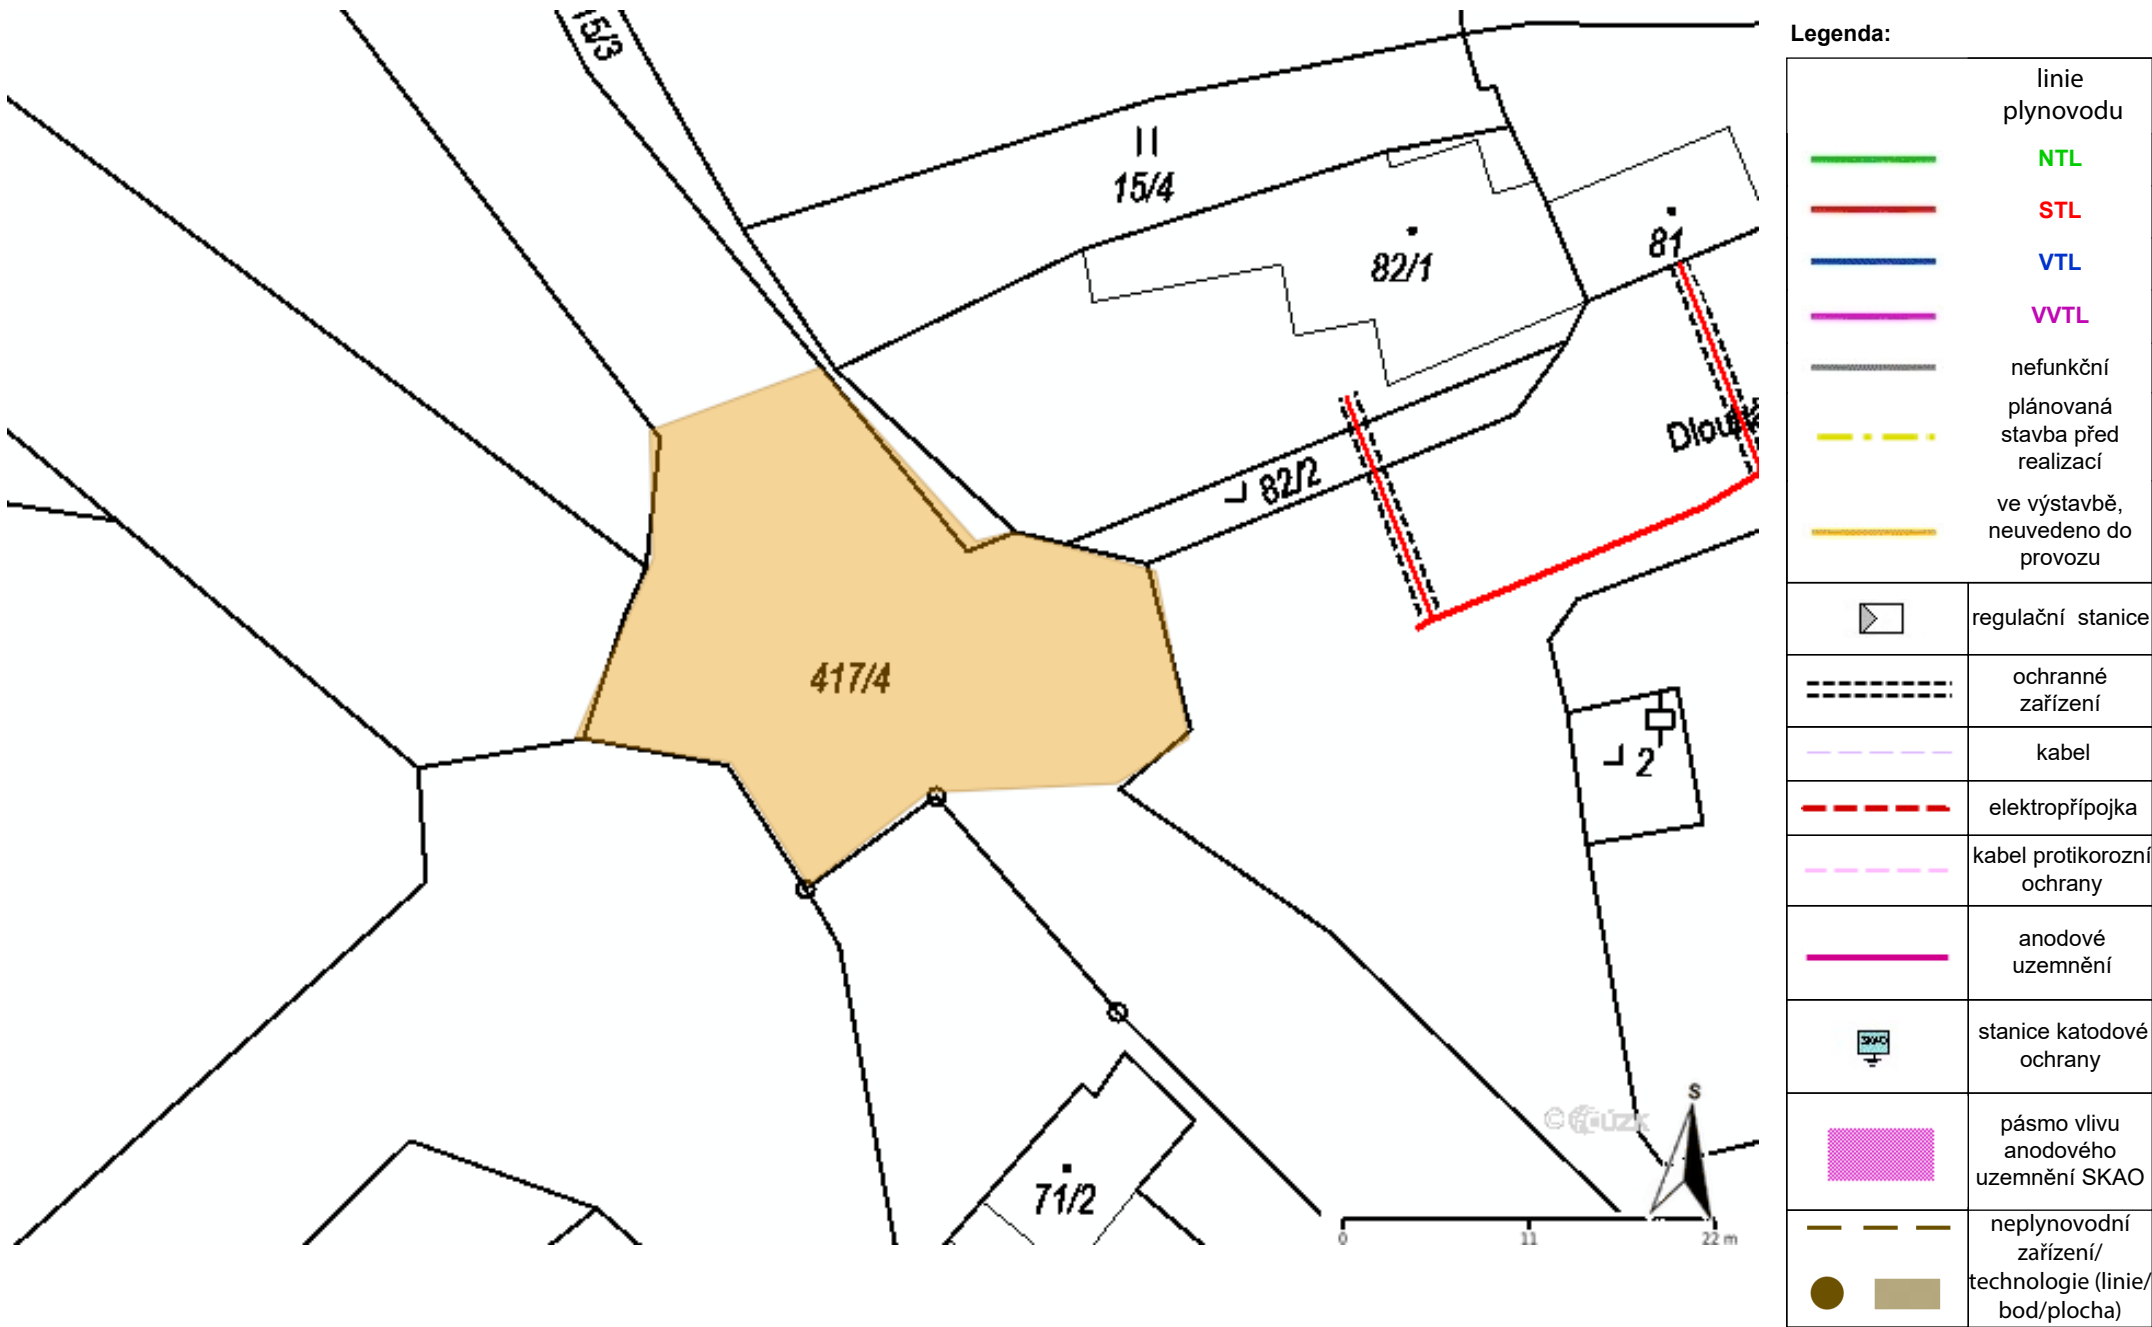 15/3
15/4
82/1
81
82/2
417/4
2
71/2
S
0
11
22 m
Legenda:
linie
plynovodu
NTL
STL
VTL
VVTL
nefunkční
plánovaná
stavba před
realizací
ve výstavbě,
neuvedeno do
provozu
regulační stanice
ochranné
zařízení
kabel
elektropřípojka
kabel protikorozní
ochrany
anodové
uzemnění
SKAO
stanice katodové
ochrany
pásmo vlivu
anodového
uzemnění SKAO
neplynovodní
zařízení/
technologie (linie/
bod/plocha)